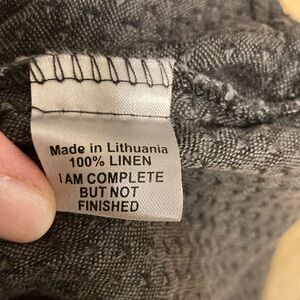 Made in Lithuania
100% LINEN
I AM COMPLETE
BUT NOT
FINISHED